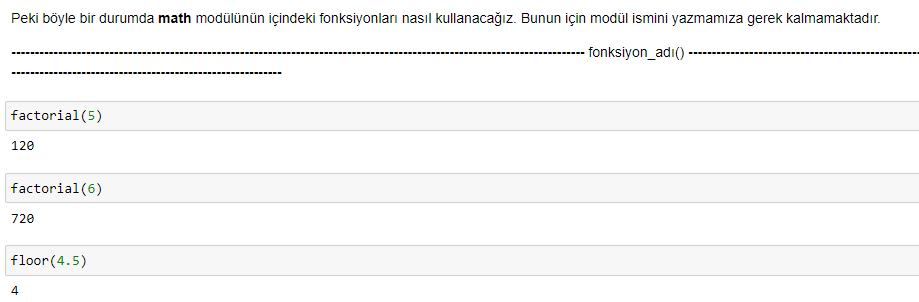 Peki böyle bir durumda math modülünün içindeki fonksiyonları nasıl kullanacağız. Bunun için modül ismini yazmamıza gerek kalmamaktadır.
---------------------------------------------------------------------------------------------------------------------------- fonksiyon_adı() --------------------------------------------------
----------------------------------------------------------
factorial(5)
120
factorial(6)
720
floor(4.5)
4